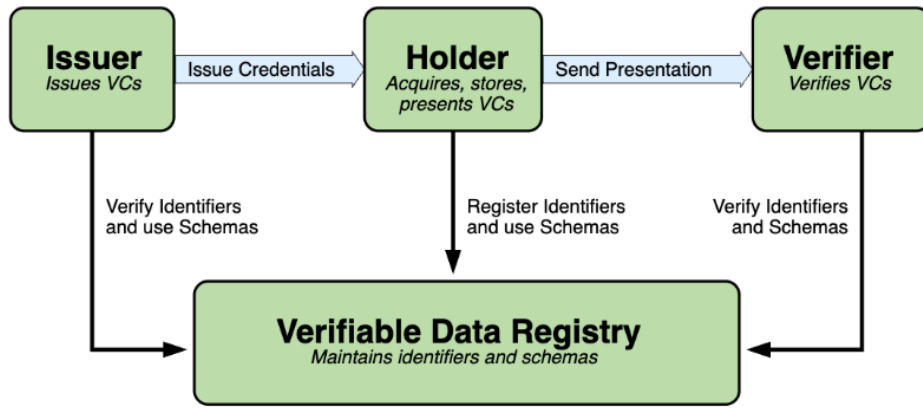 Issuer
Issues VCs
Issue Credentials
Holder
Acquires, stores,
presents VCs
Send Presentation
Verifier
Verifies VCs
Verify Identifiers
and use Schemas
Register Identifiers
and use Schemas
Verify Identifiers
and Schemas
Verifiable Data Registry
Maintains identifiers and schemas